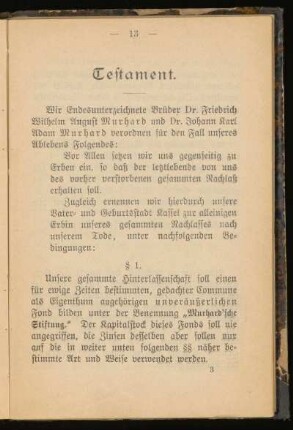 — 13 —
Testament.
Wir Endesunterzeichnete Brüder Dr. Friedrich
Wilhelm August Murhard und Dr. Johann Karl
Adam Murhard verordnen für den Fall unseres
Ablebens Folgendes:
Vor Allen setzen wir uns gegenseitig zu
Erben ein, so daß der letztlebende von uns
des vorher verstorbenen gesammten Nachlaß
erhalten soll.
Zugleich ernennen wir hierdurch unsere
Vater- und Geburtsstadt Kassel zur alleinigen
Erbin unseres gesammten Nachlasses nach
unserem Tode, unter nachfolgenden Be-
dingungen:
§ 1.
Unsere gesammte Hinterlassenschaft soll einen
für ewige Zeiten bestimmten, gedachter Commune
als Eigenthum angehörigen unveräußerlichen
Fond bilden unter der Benennung „Murhard'sche
Stiftung." Der Kapitalstock dieses Fonds soll nie
angegriffen, die Zinsen desselben aber sollen nur
auf die in weiter unten folgenden §§ näher be-
stimmte Art und Weise verwendet werden.
3